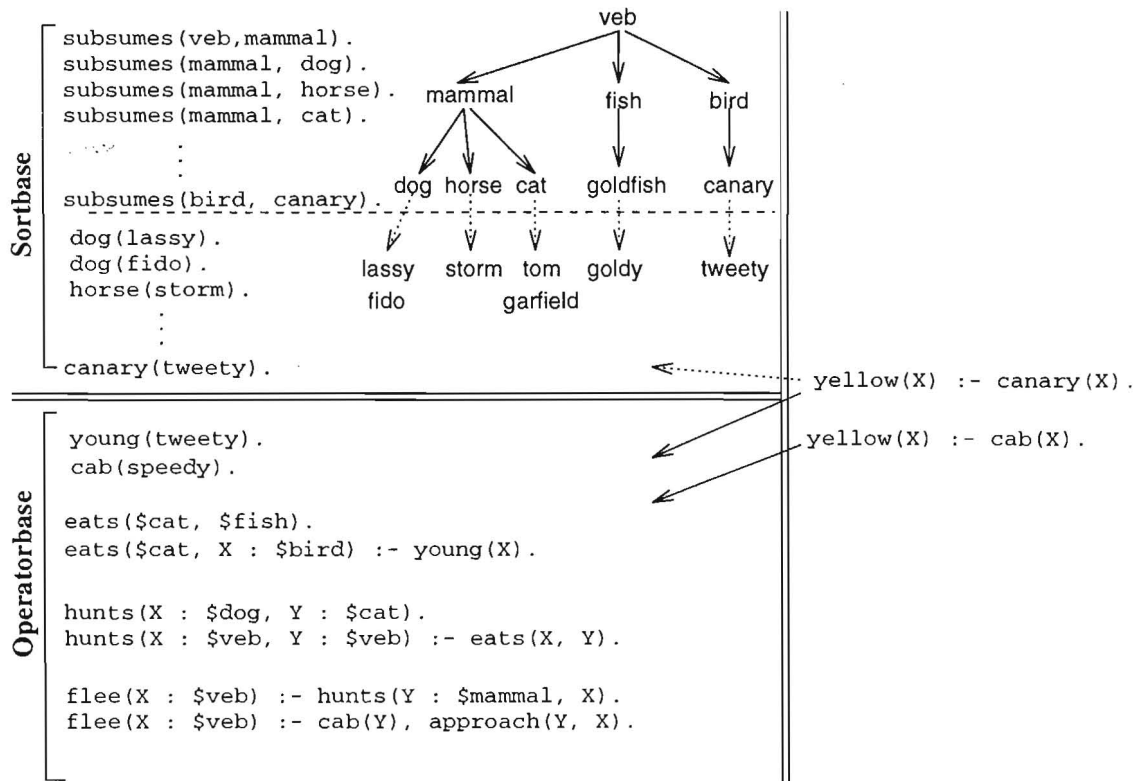 Sortbase
subsumes(veb,mammal).
subsumes(mammal, dog).
subsumes(mammal, horse).
subsumes(mammal, cat).
subsumes(bird, canary).
dog(lassy).
dog(fido).
horse(storm).
canary(tweety).
veb
mammal fish bird
dog horse cat goldfish canary
lassy storm tom goldy tweety
fido garfield
yellow(X) :- canary(X).
yellow(X) :- cab(X).
Operatorbase
young(tweety).
cab(speedy).
eats($cat, $fish).
eats($cat, X : $bird) :- young(X).
hunts(X : $dog, Y : $cat).
hunts(X : $veb, Y : $veb) :- eats(X, Y).
flee(X : $veb) :- hunts(Y : $mammal, X).
flee(X : $veb) :- cab(Y), approach(Y, X).